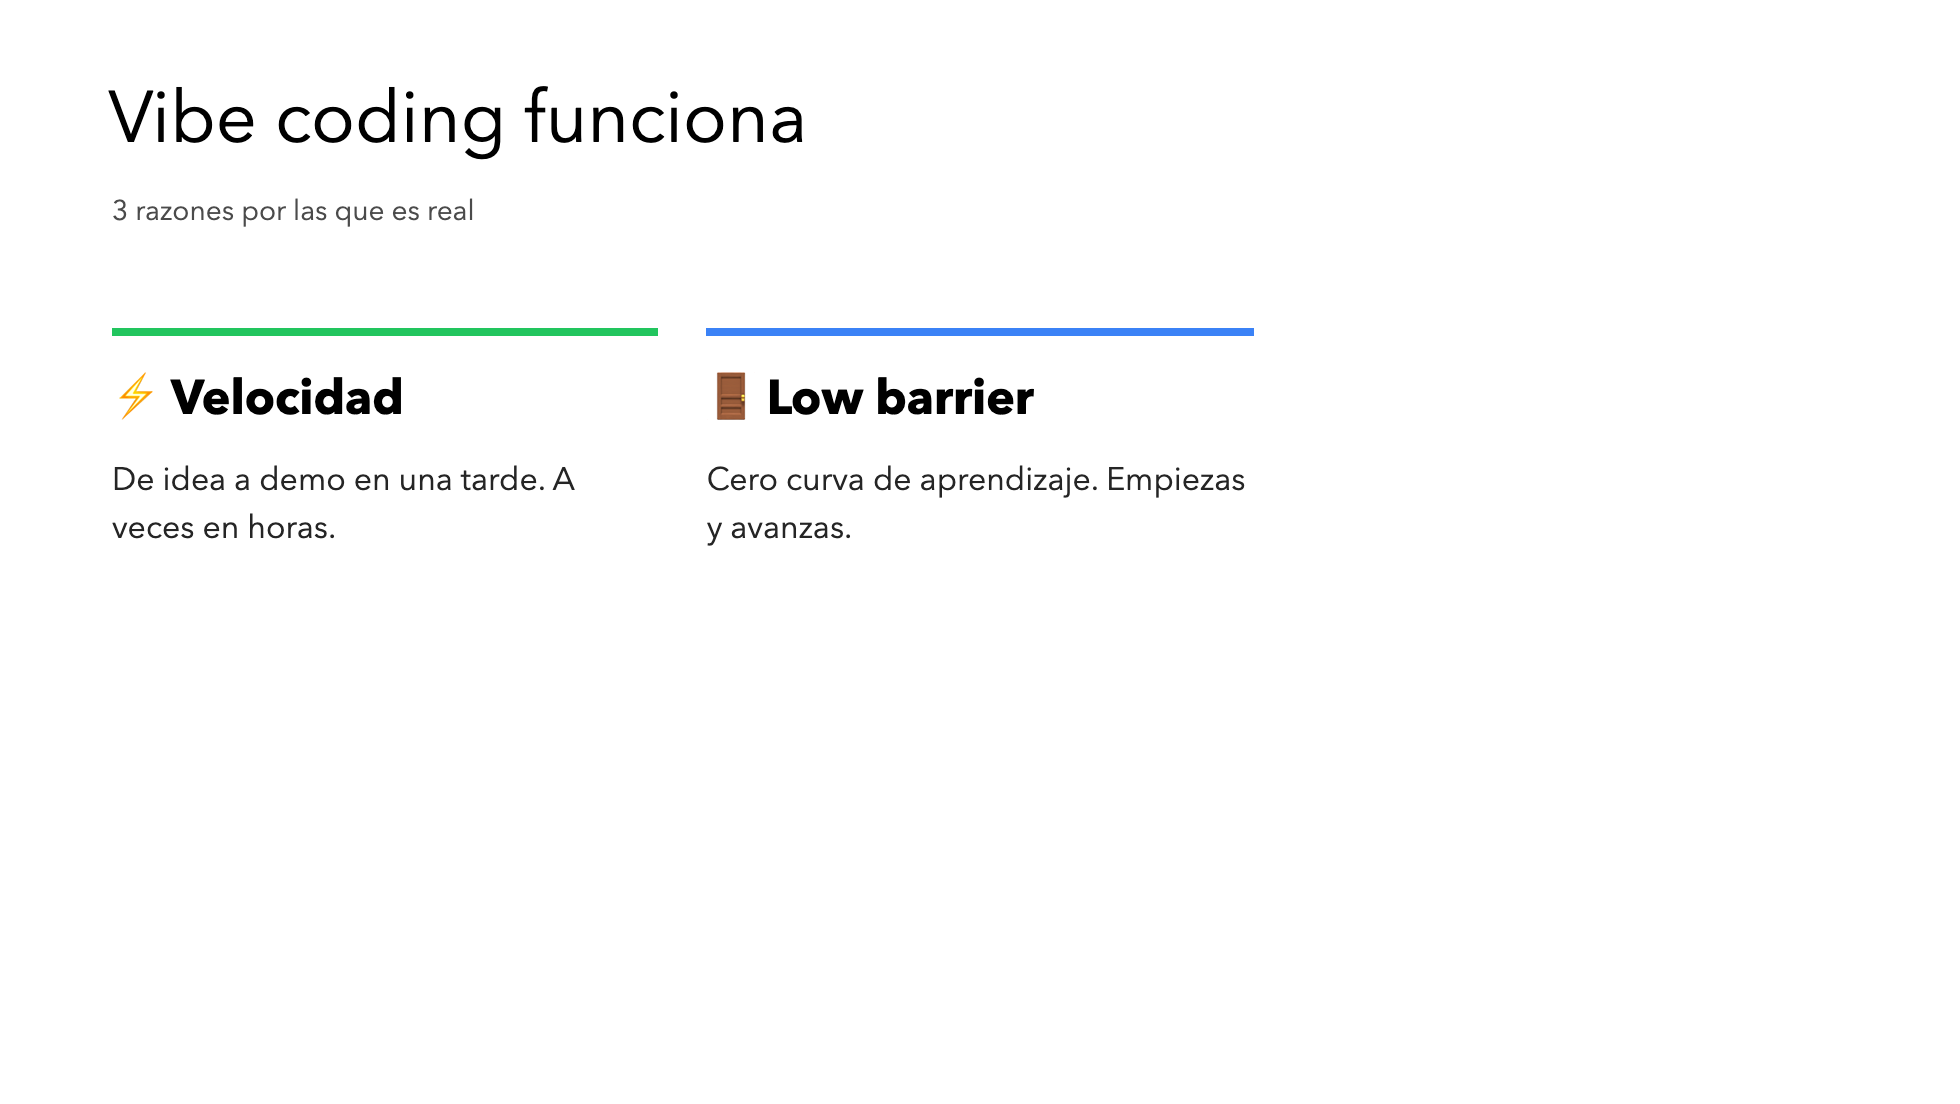 Vibe coding funciona
3 razones por las que es real
⚡ Velocidad
De idea a demo en una tarde. A
veces en horas.
🚪 Low barrier
Cero curva de aprendizaje. Empiezas
y avanzas.